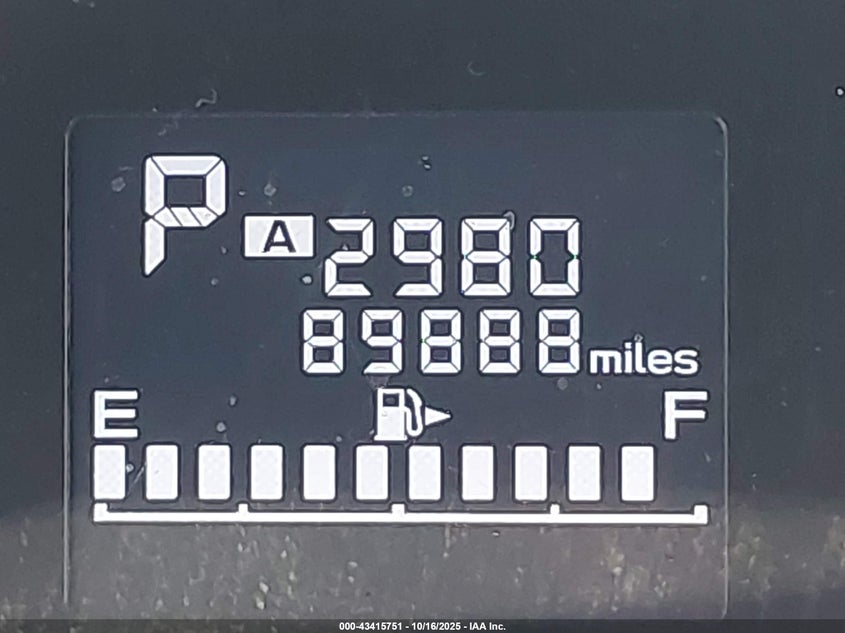 P
A 2980
89888 miles
E F
000-43415751 - 10/16/2025 - IAA Inc.